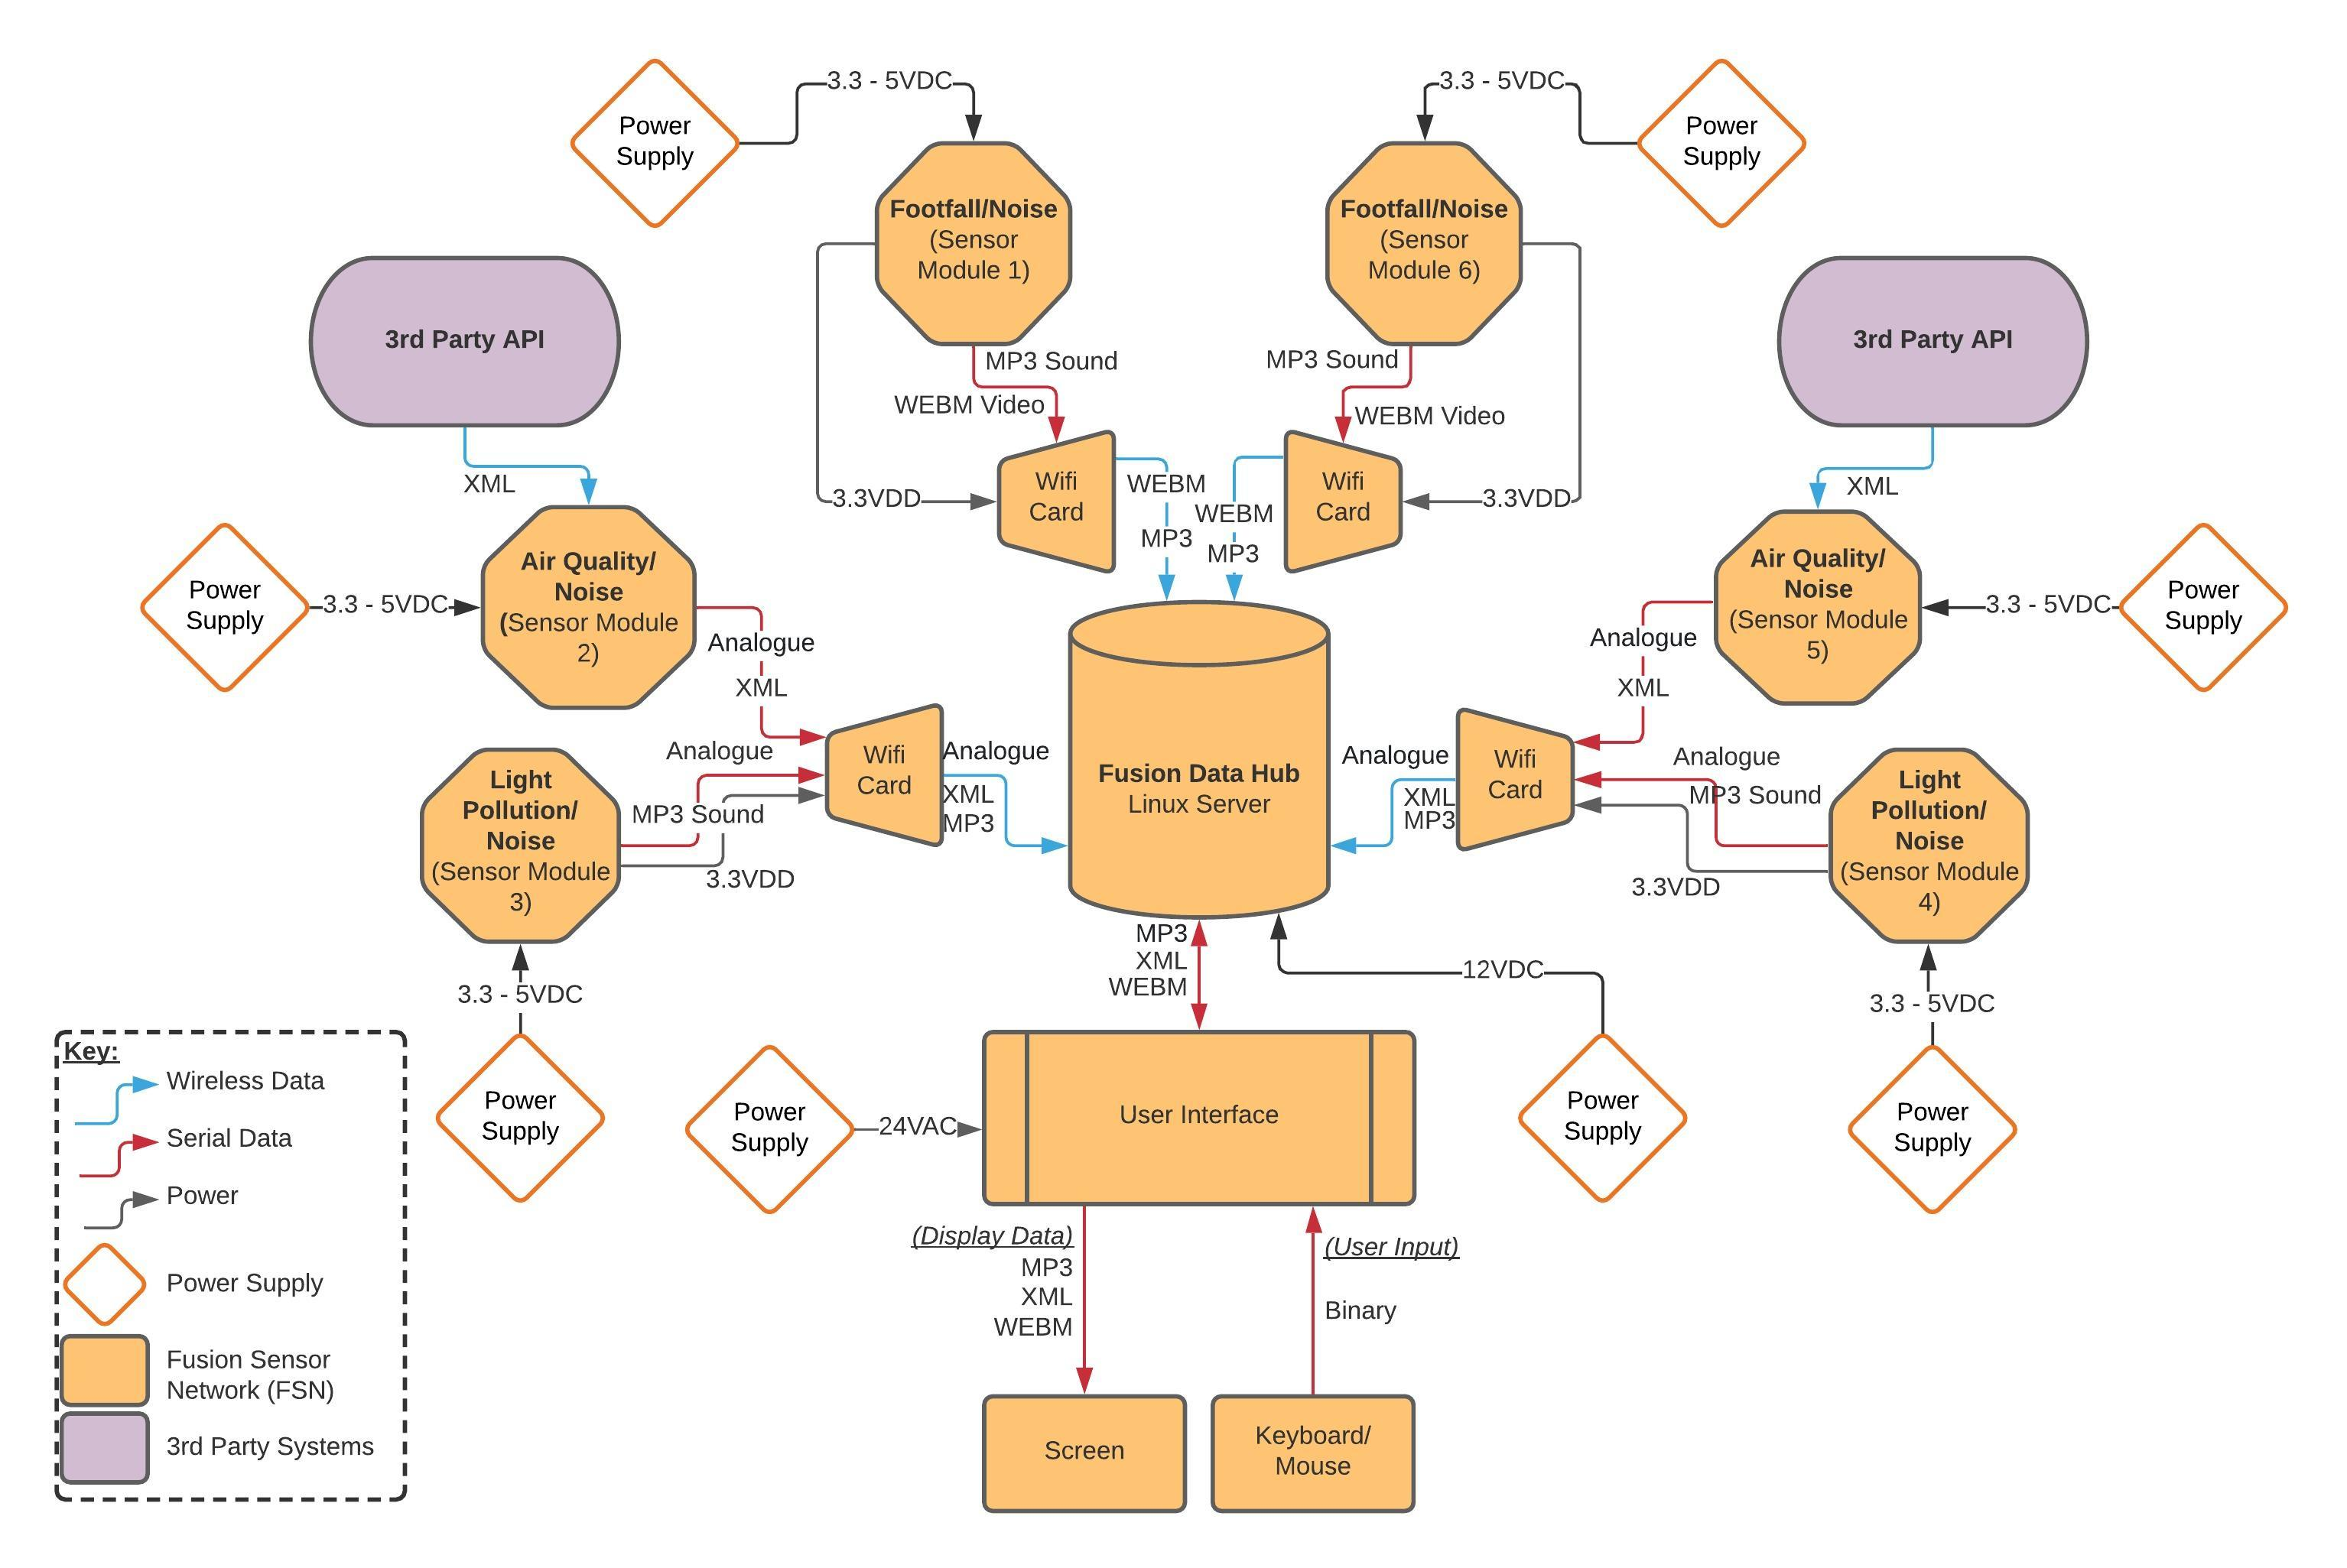 3.3 - 5VDC
3.3 - 5VDC
Power
Supply
Power
Supply
Footfall/Noise
(Sensor
Module 1)
Footfall/Noise
(Sensor
Module 6)
3rd Party API
3rd Party API
MP3 Sound
WEBM Video
MP3 Sound
WEBM Video
XML
XML
3.3VDD
Wifi
Card
WEBM
MP3
WEBM
MP3
Wifi
Card
3.3VDD
Power
Supply
3.3 - 5VDC
Air Quality/
Noise
(Sensor Module
2)
Analogue
XML
Air Quality/
Noise
(Sensor Module
5)
3.3 - 5VDC
Power
Supply
Analogue
XML
Analogue
MP3 Sound
3.3VDD
Wifi
Card
Analogue
XML
MP3
Fusion Data Hub
Linux Server
Analogue
XML
MP3
Wifi
Card
Analogue
MP3 Sound
3.3VDD
Light
Pollution/
Noise
(Sensor Module
3)
Light
Pollution/
Noise
(Sensor Module
4)
3.3 - 5VDC
Power
Supply
MP3
XML
WEBM
12VDC
Power
Supply
3.3 - 5VDC
Power
Supply
Power
Supply
24VAC
User Interface
(Display Data)
MP3
XML
WEBM
(User Input)
Binary
Screen
Keyboard/
Mouse
Key:
Wireless Data
Serial Data
Power
Power Supply
Fusion Sensor
Network (FSN)
3rd Party Systems